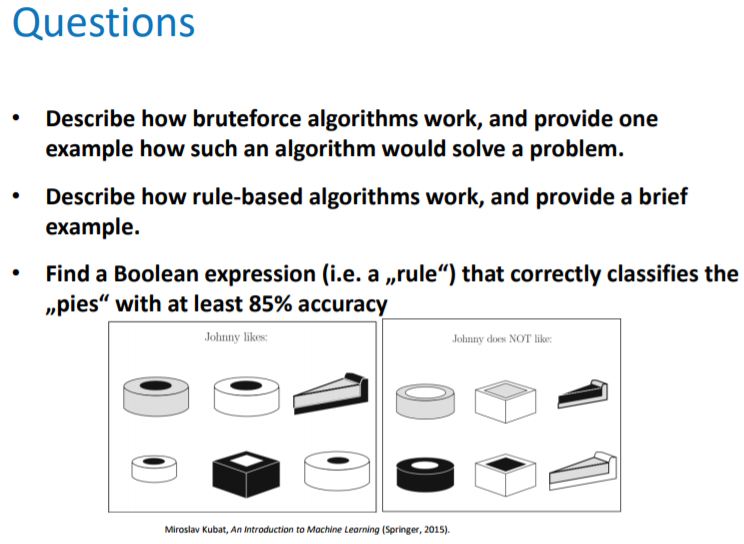 Questions
• Describe how bruteforce algorithms work, and provide one
example how such an algorithm would solve a problem.
• Describe how rule-based algorithms work, and provide a brief
example.
• Find a Boolean expression (i.e. a „rule“) that correctly classifies the
„pies“ with at least 85% accuracy
Johnny likes:
Johnny does NOT like:
Miroslav Kubat, An Introduction to Machine Learning (Springer, 2015).